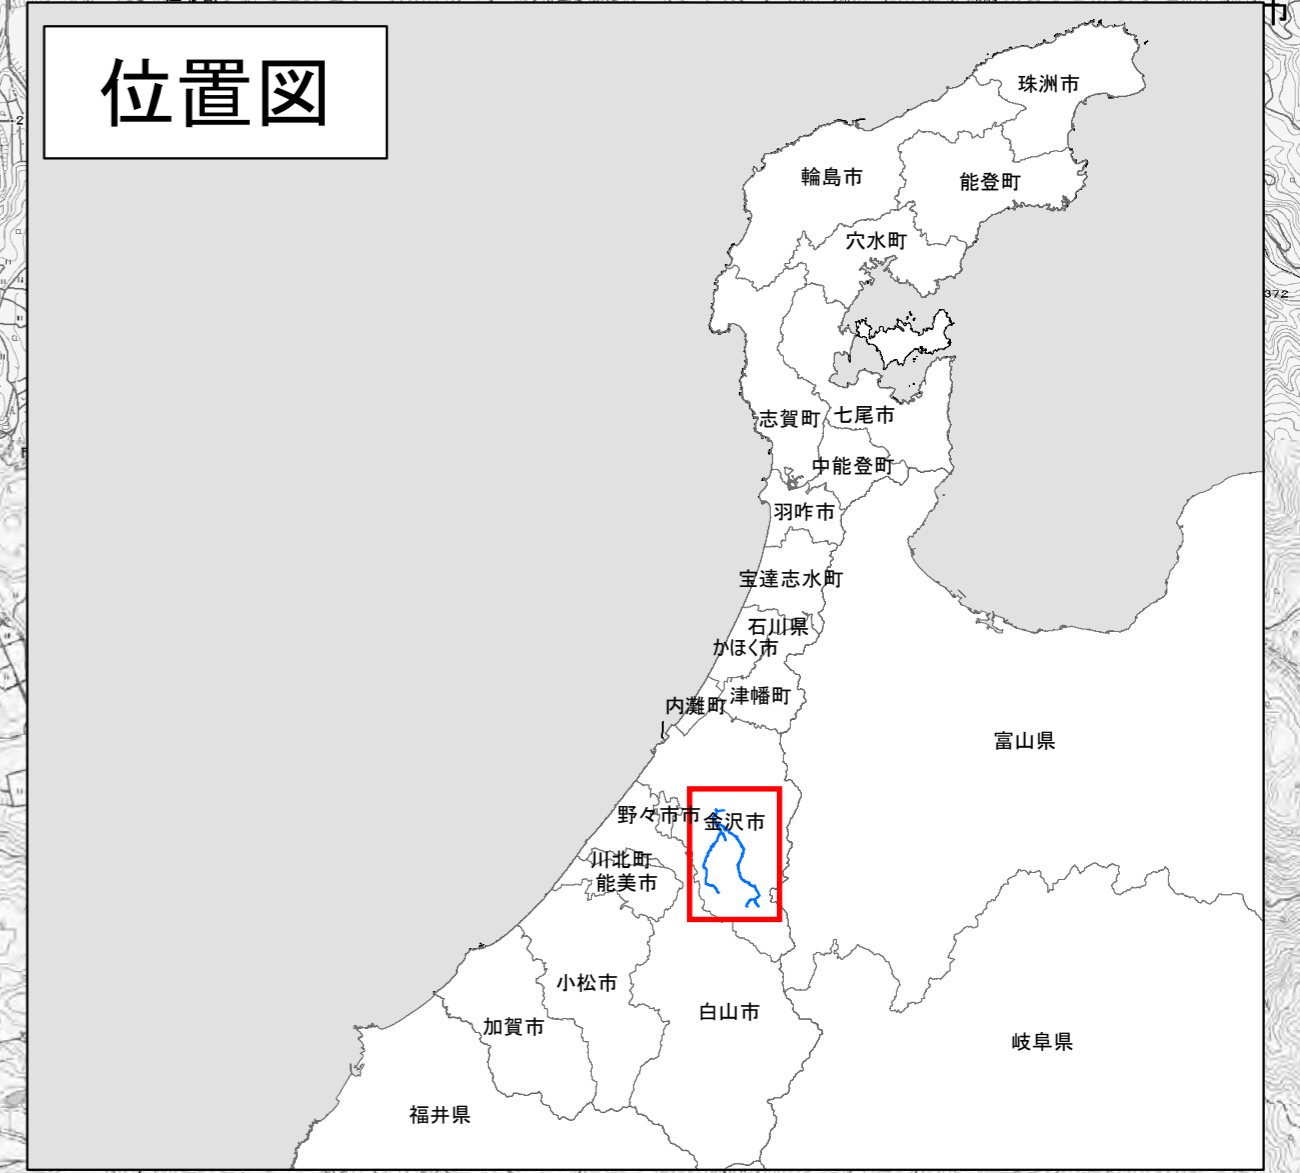 位置図
珠洲市
輪島市
能登町
穴水町
372
志賀町
七尾市
中能登町
羽咋市
宝達志水町
石川県
かほく市
津幡町
内灘町
富山県
野々市市
金沢市
川北町
能美市
小松市
白山市
加賀市
岐阜県
福井県